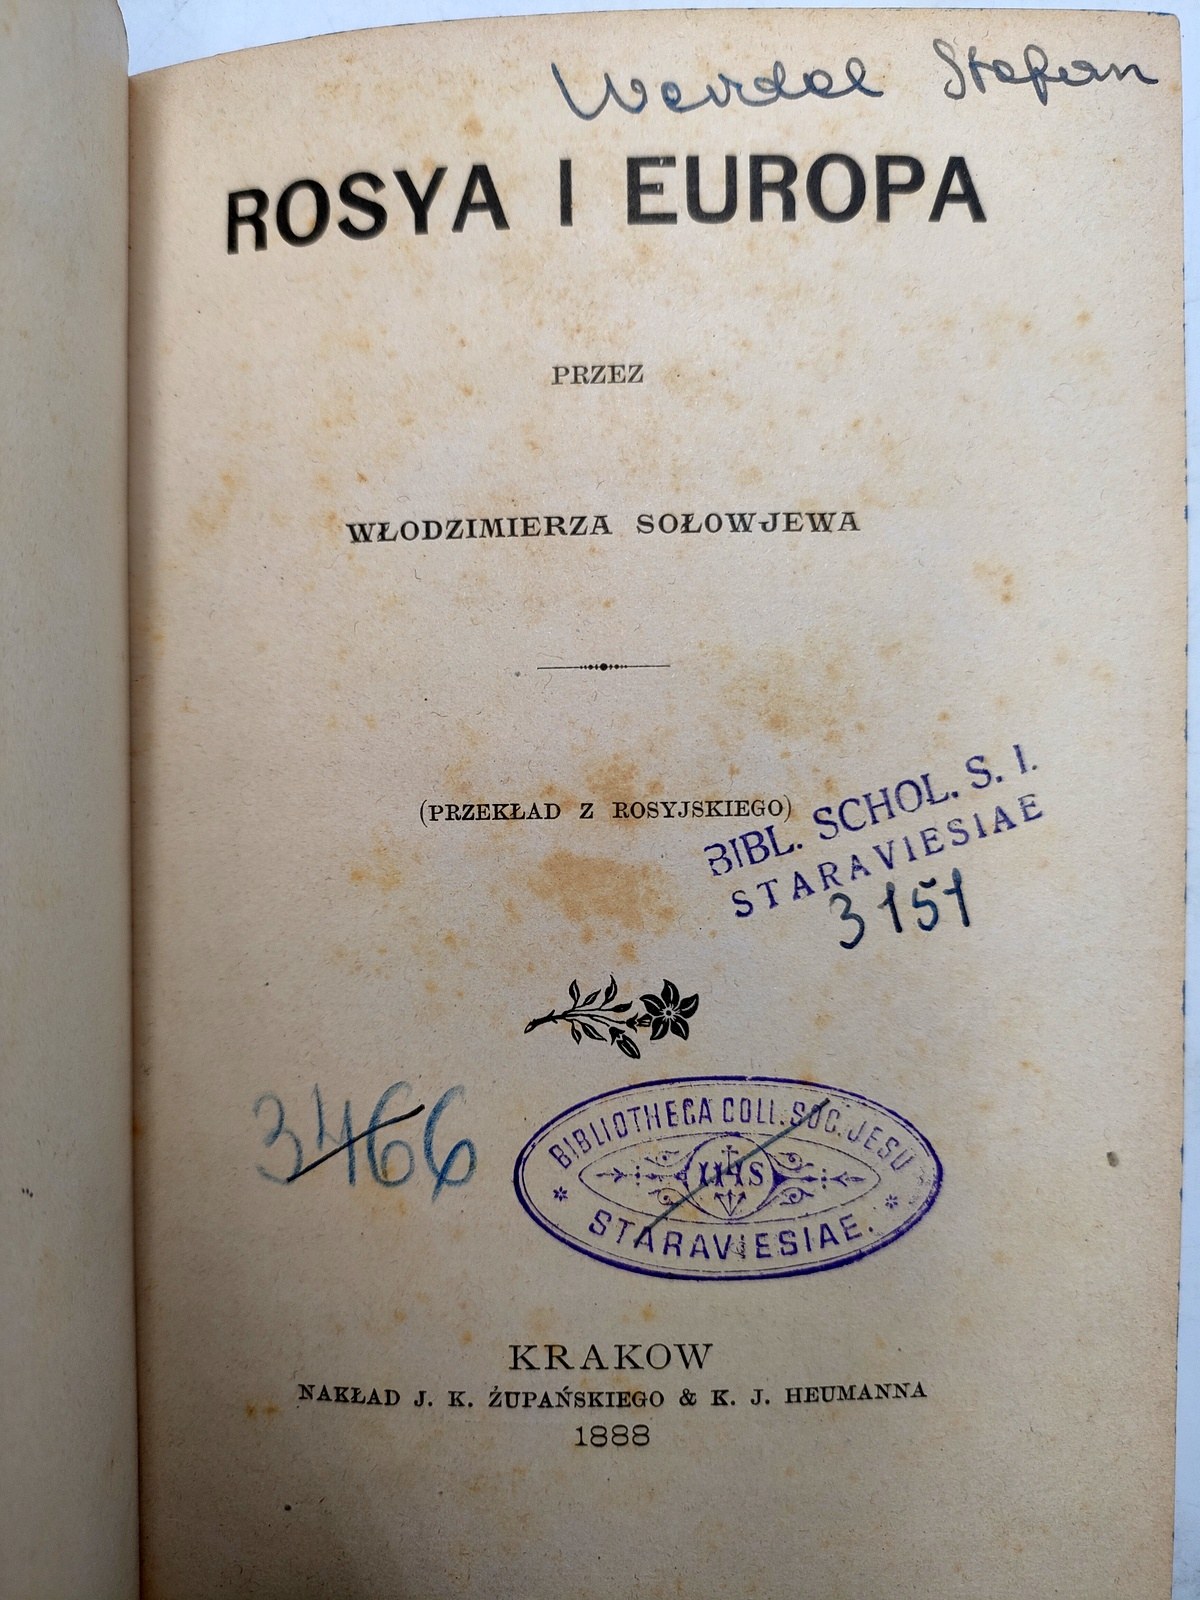 Stefan
ROSYA I EUROPA
PRZEZ
WŁODZIMIERZA SOŁOWJEWA
(PRZEKŁAD Z ROSYJSKIEGO)
BIBL. SCHOL. S. I.
STARAVIESIAE
3151
3466
BIBLIOTHECA COLL. SOC. JESU
STARAVIESIAE.
KRAKOW
NAKŁAD J. K. ŻUPAŃSKIEGO & K. J. HEUMANNA
1888